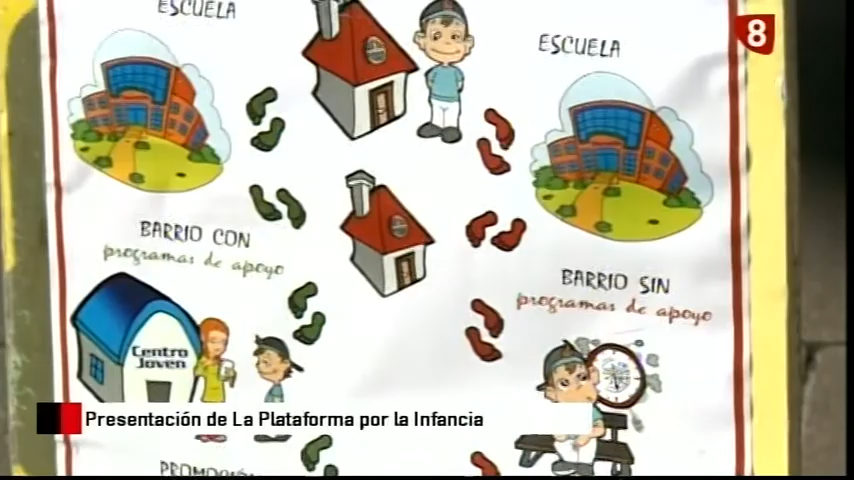 ESCUELA
ESCUELA
8
BARRIO CON
programas de apoyo
BARRIO SIN
programas de apoyo
Centro
Joven
Presentación de La Plataforma por la Infancia